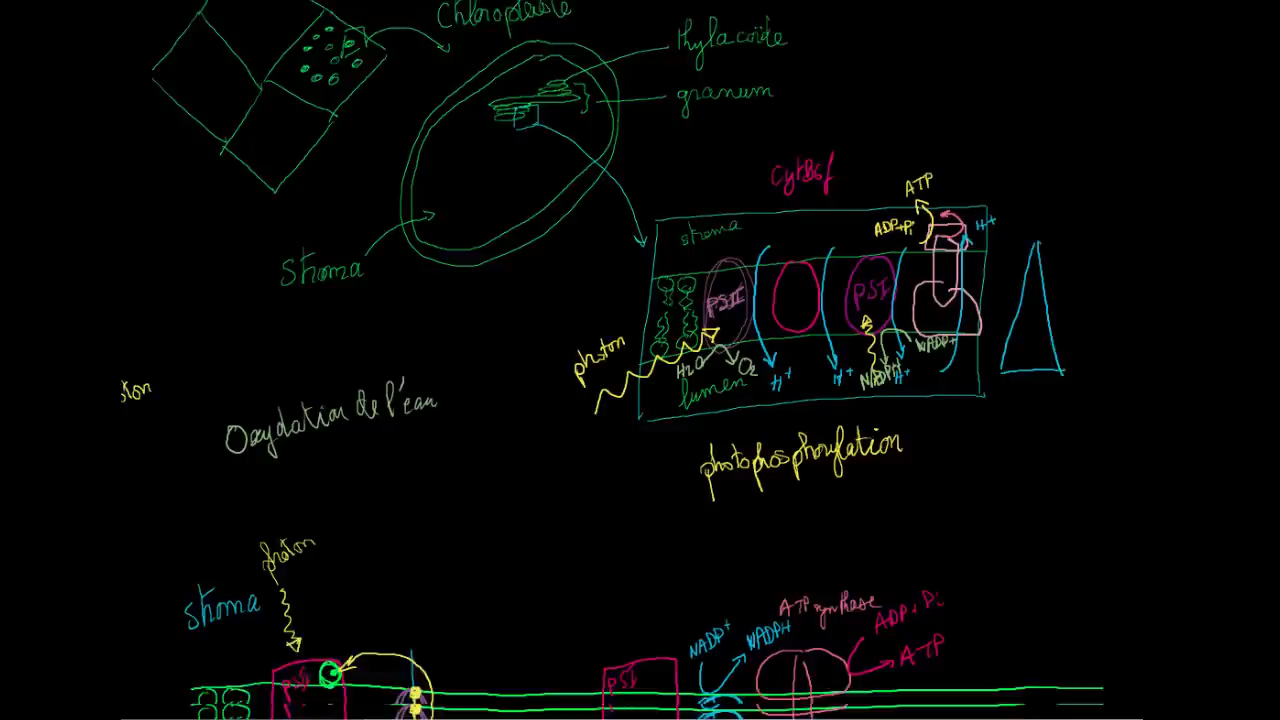 Chloroplaste
thylacoïde
granum
Stroma
CytB6f
ATP
ADP+Pi
H+
stroma
PSII
PSI
photon
H2O
O2
H+
H+
NADPH
H+
NADP+
lumen
Oxydation de l'eau
photophosphorylation
photon
stroma
PSII
PSI
NADP+
NADPH
ATP synthase
ADP+Pi
ATP